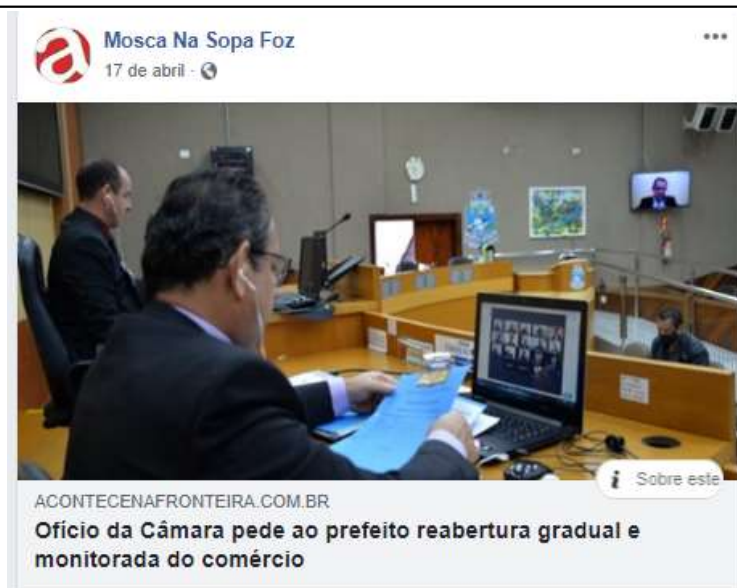 Mosca Na Sopa Foz
17 de abril ·
Sobre este
ACONTECENAFRONTEIRA.COM.BR
Ofício da Câmara pede ao prefeito reabertura gradual e
monitorada do comércio